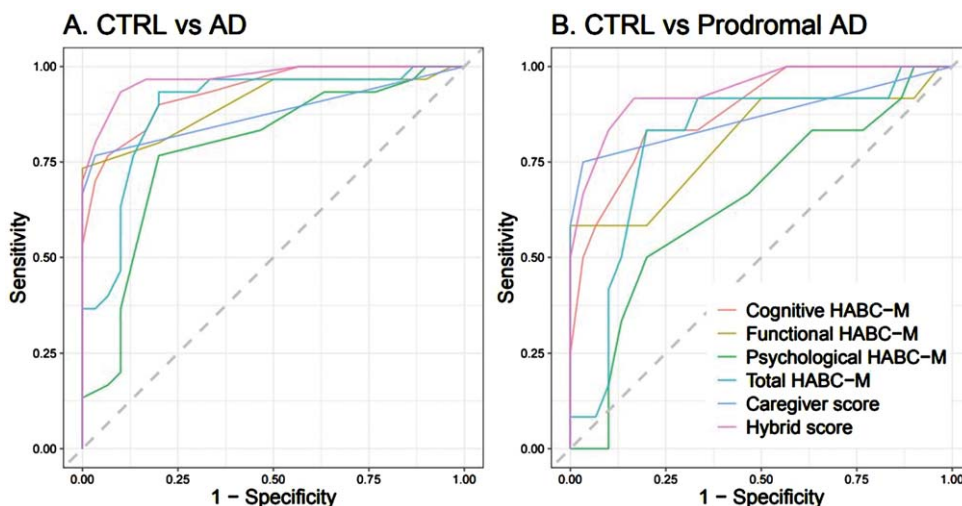 A. CTRL vs AD
1.00
0.75
0.50
0.25
0.00
Sensitivity
0.00 0.25 0.50 0.75 1.00
1 − Specificity
B. CTRL vs Prodromal AD
1.00
0.75
0.50
0.25
0.00
Sensitivity
Cognitive HABC−M
Functional HABC−M
Psychological HABC−M
Total HABC−M
Caregiver score
Hybrid score
0.00 0.25 0.50 0.75 1.00
1 − Specificity